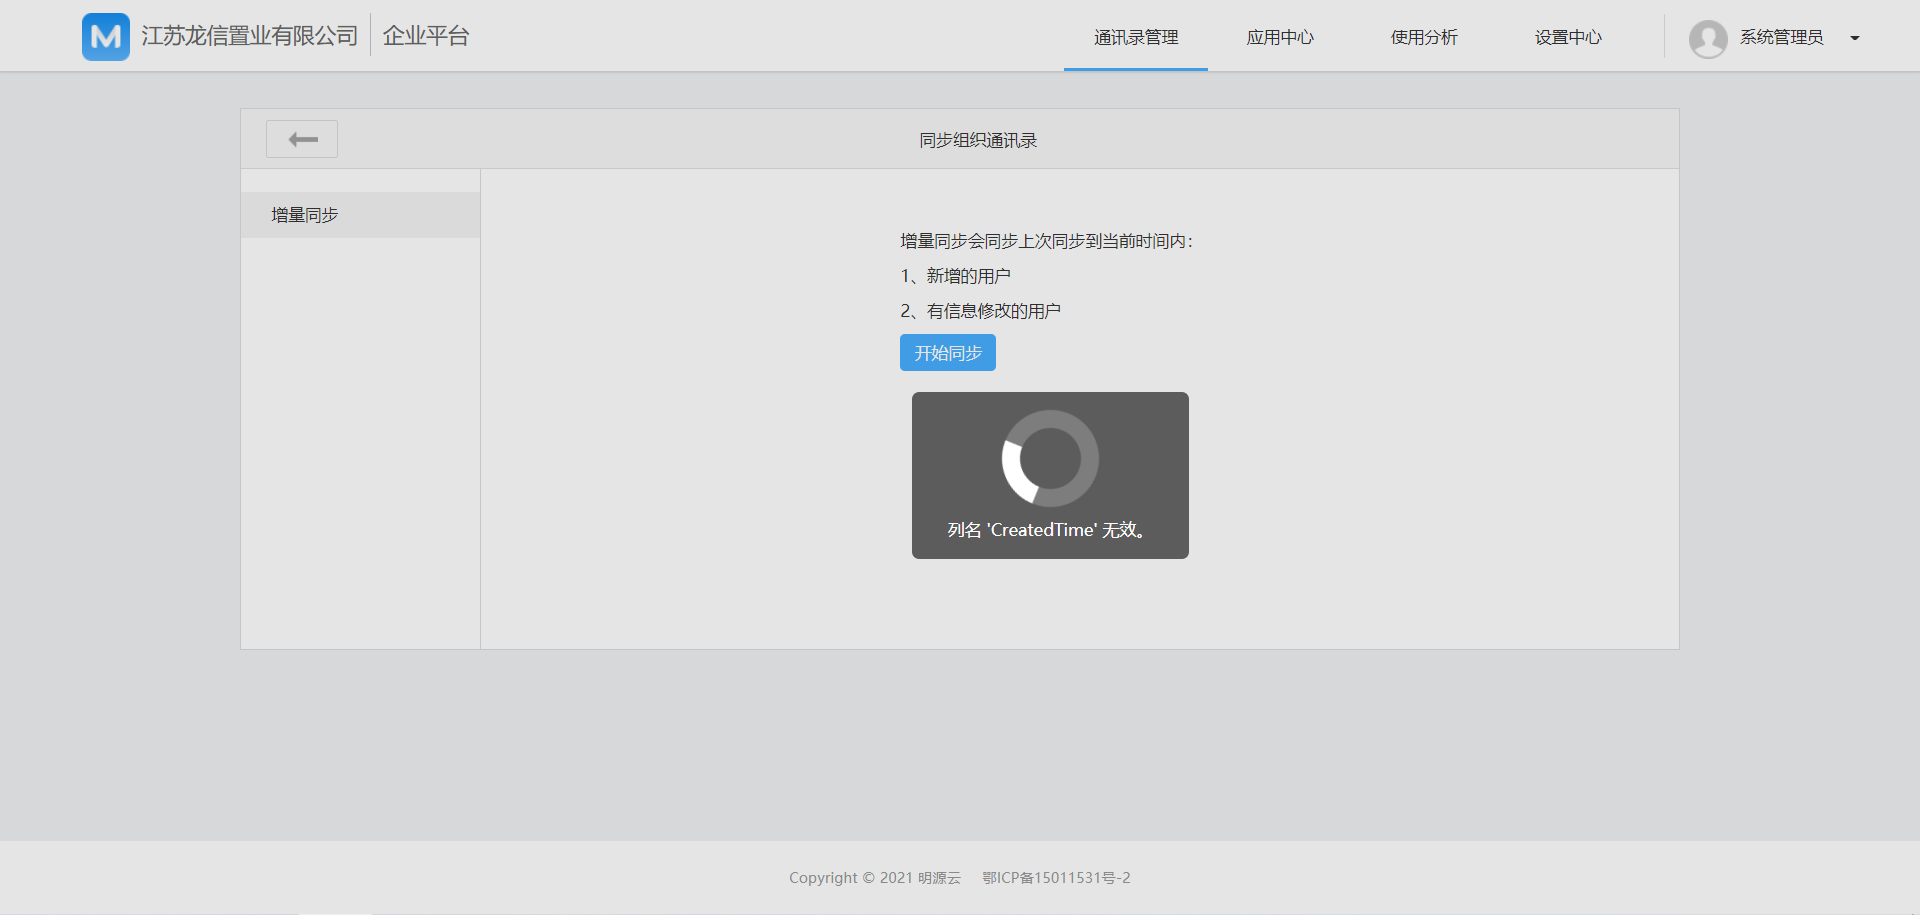 江苏龙信置业有限公司 企业平台
通讯录管理 应用中心 使用分析 设置中心 系统管理员
同步组织通讯录
增量同步
增量同步会同步上次同步到当前时间内：
1、新增的用户
2、有信息修改的用户
开始同步
列名 'CreatedTime' 无效。
Copyright © 2021 明源云 鄂ICP备15011531号-2